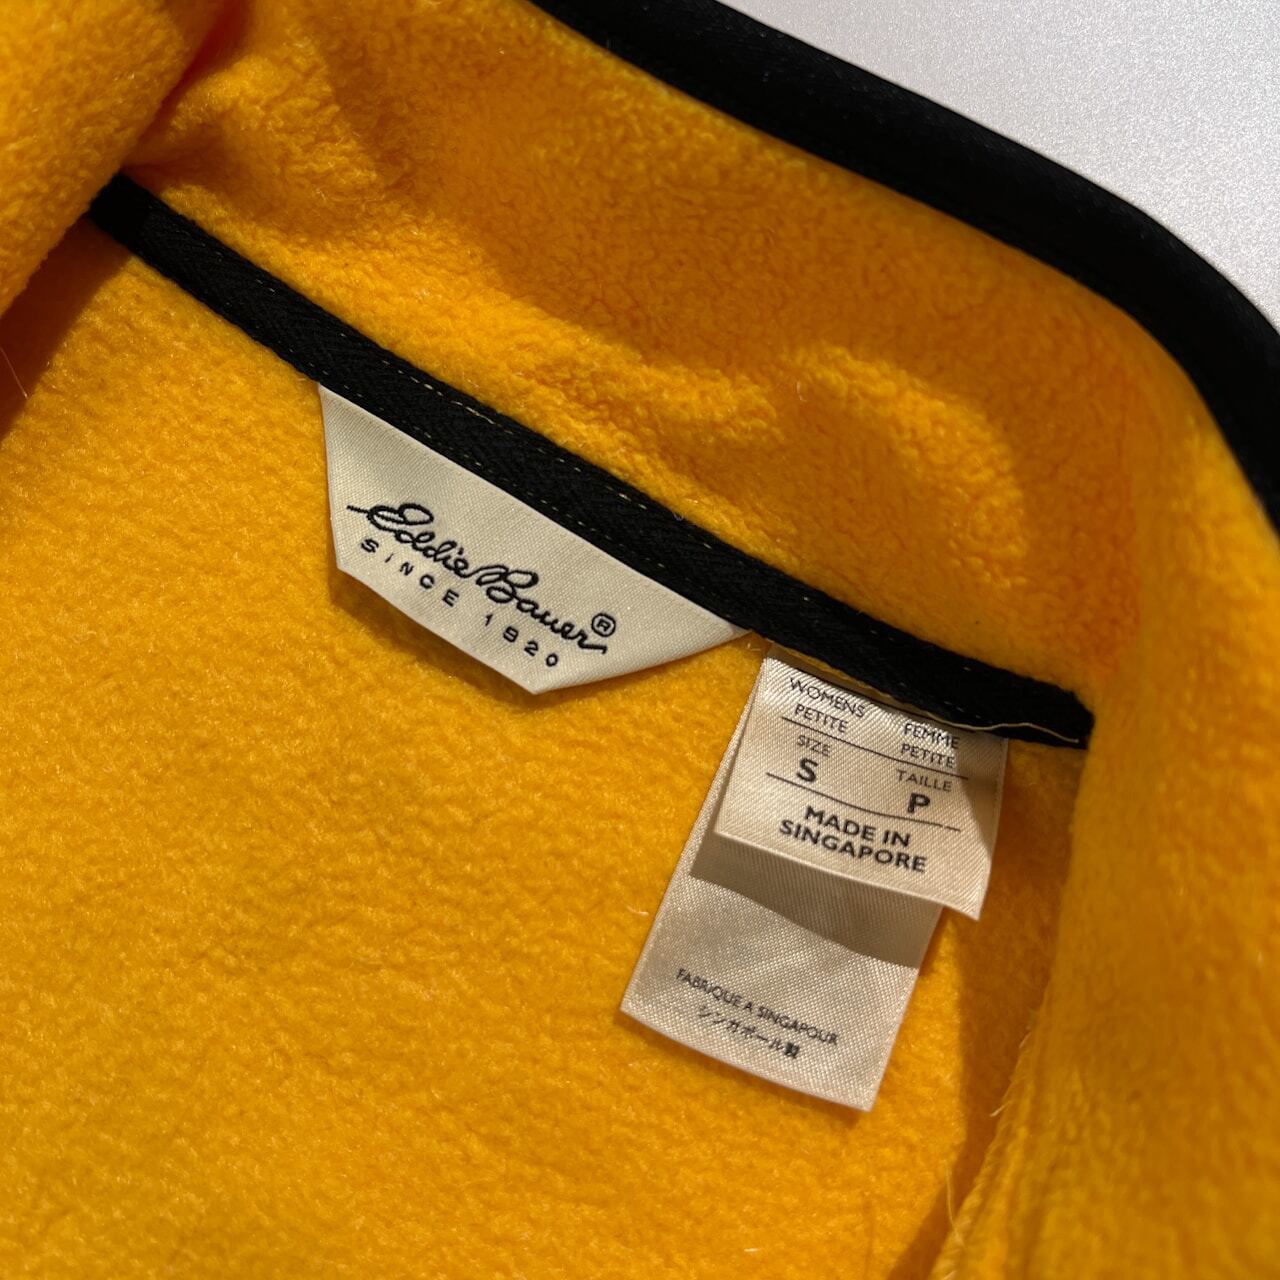 Eddie Bauer®
SINCE 1920
WOMENS
PETITE
FEMME
PETITE
SIZE
S
TAILLE
P
MADE IN
SINGAPORE
FABRIQUE A SINGAPOUR
シンガポール製